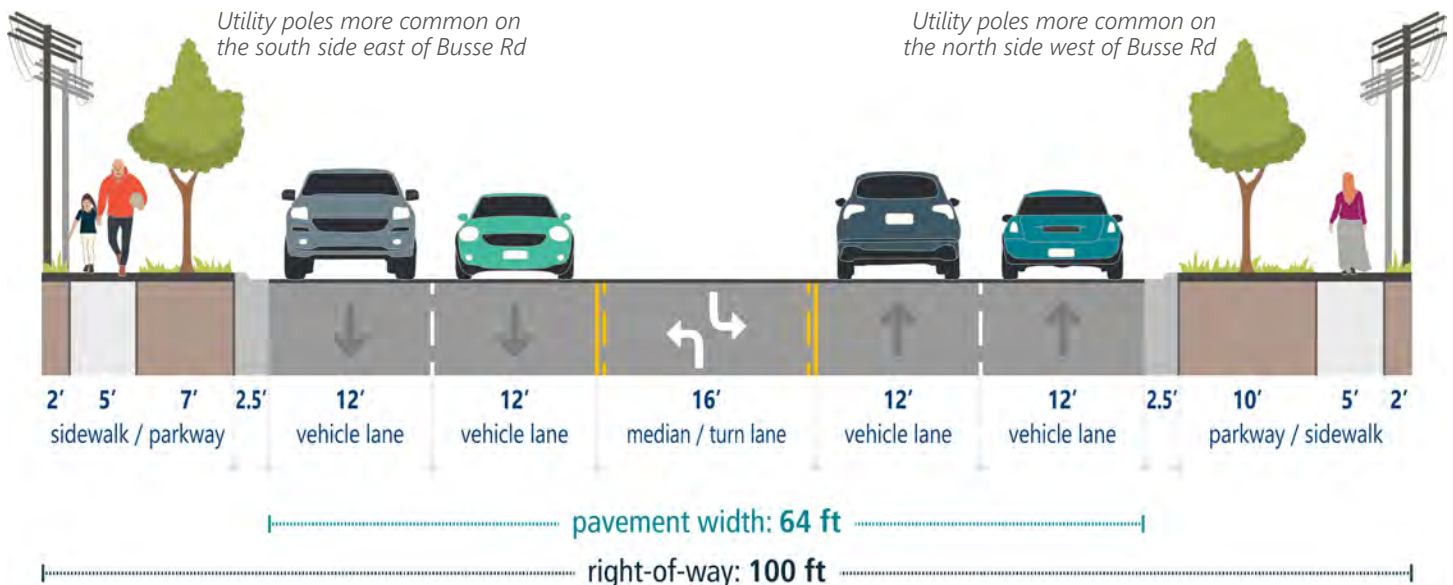 Utility poles more common on
the south side east of Busse Rd
Utility poles more common on
the north side west of Busse Rd
2’ 5’ 7’ 2.5’ 12’ 12’ 16’ 12’ 12’ 2.5’ 10’ 5’ 2’
sidewalk / parkway vehicle lane vehicle lane median / turn lane vehicle lane vehicle lane parkway / sidewalk
pavement width: 64 ft
right-of-way: 100 ft